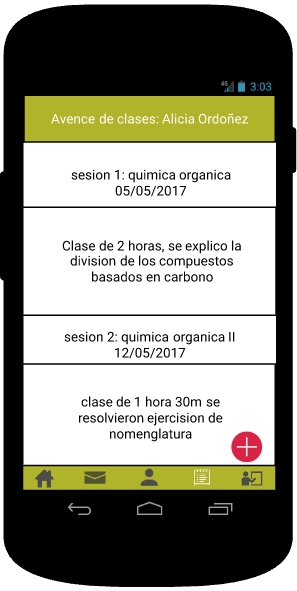 4G 3:03
Avence de clases: Alicia Ordoñez
sesion 1: quimica organica
05/05/2017
Clase de 2 horas, se explico la
division de los compuestos
basados en carbono
sesion 2: quimica organica II
12/05/2017
clase de 1 hora 30m se
resolvieron ejercision de
nomenglatura